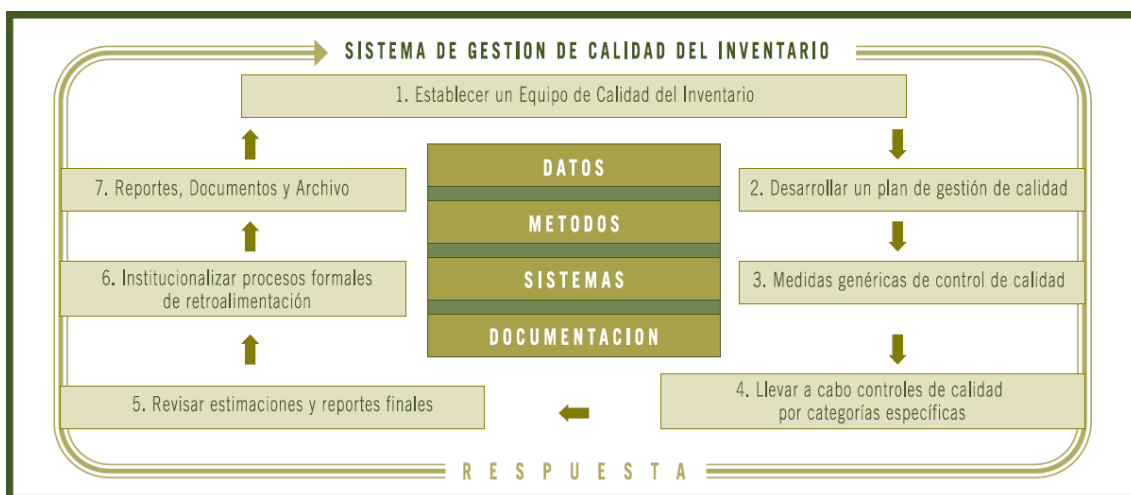 SISTEMA DE GESTION DE CALIDAD DEL INVENTARIO
1. Establecer un Equipo de Calidad del Inventario
2. Desarrollar un plan de gestión de calidad
3. Medidas genéricas de control de calidad
4. Llevar a cabo controles de calidad
por categorías específicas
5. Revisar estimaciones y reportes finales
6. Institucionalizar procesos formales
de retroalimentación
7. Reportes, Documentos y Archivo
DATOS
METODOS
SISTEMAS
DOCUMENTACION
RESPUESTA